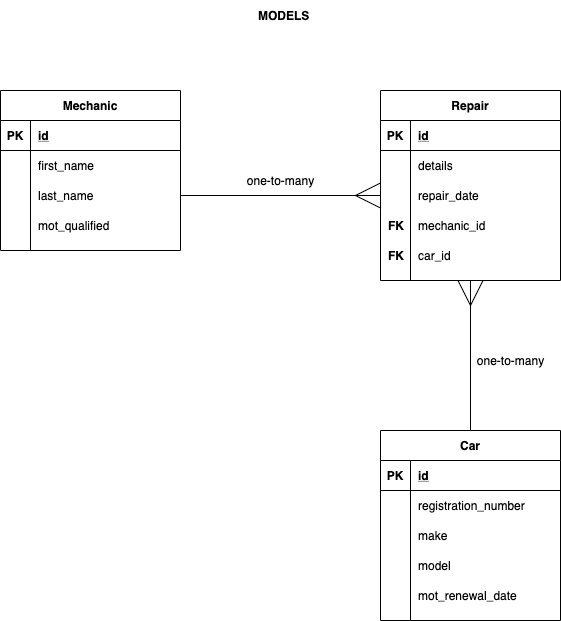 MODELS
Mechanic
PK id
first_name
last_name
mot_qualified
one-to-many
Repair
PK id
details
repair_date
FK mechanic_id
FK car_id
one-to-many
Car
PK id
registration_number
make
model
mot_renewal_date